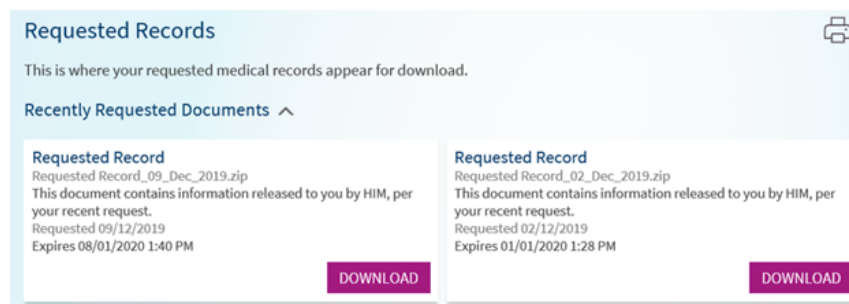 Requested Records
This is where your requested medical records appear for download.
Recently Requested Documents
Requested Record
Requested Record_09_Dec_2019.zip
This document contains information released to you by HIM, per
your recent request.
Requested 09/12/2019
Expires 08/01/2020 1:40 PM
DOWNLOAD
Requested Record
Requested Record_02_Dec_2019.zip
This document contains information released to you by HIM, per
your recent request.
Requested 02/12/2019
Expires 01/01/2020 1:28 PM
DOWNLOAD